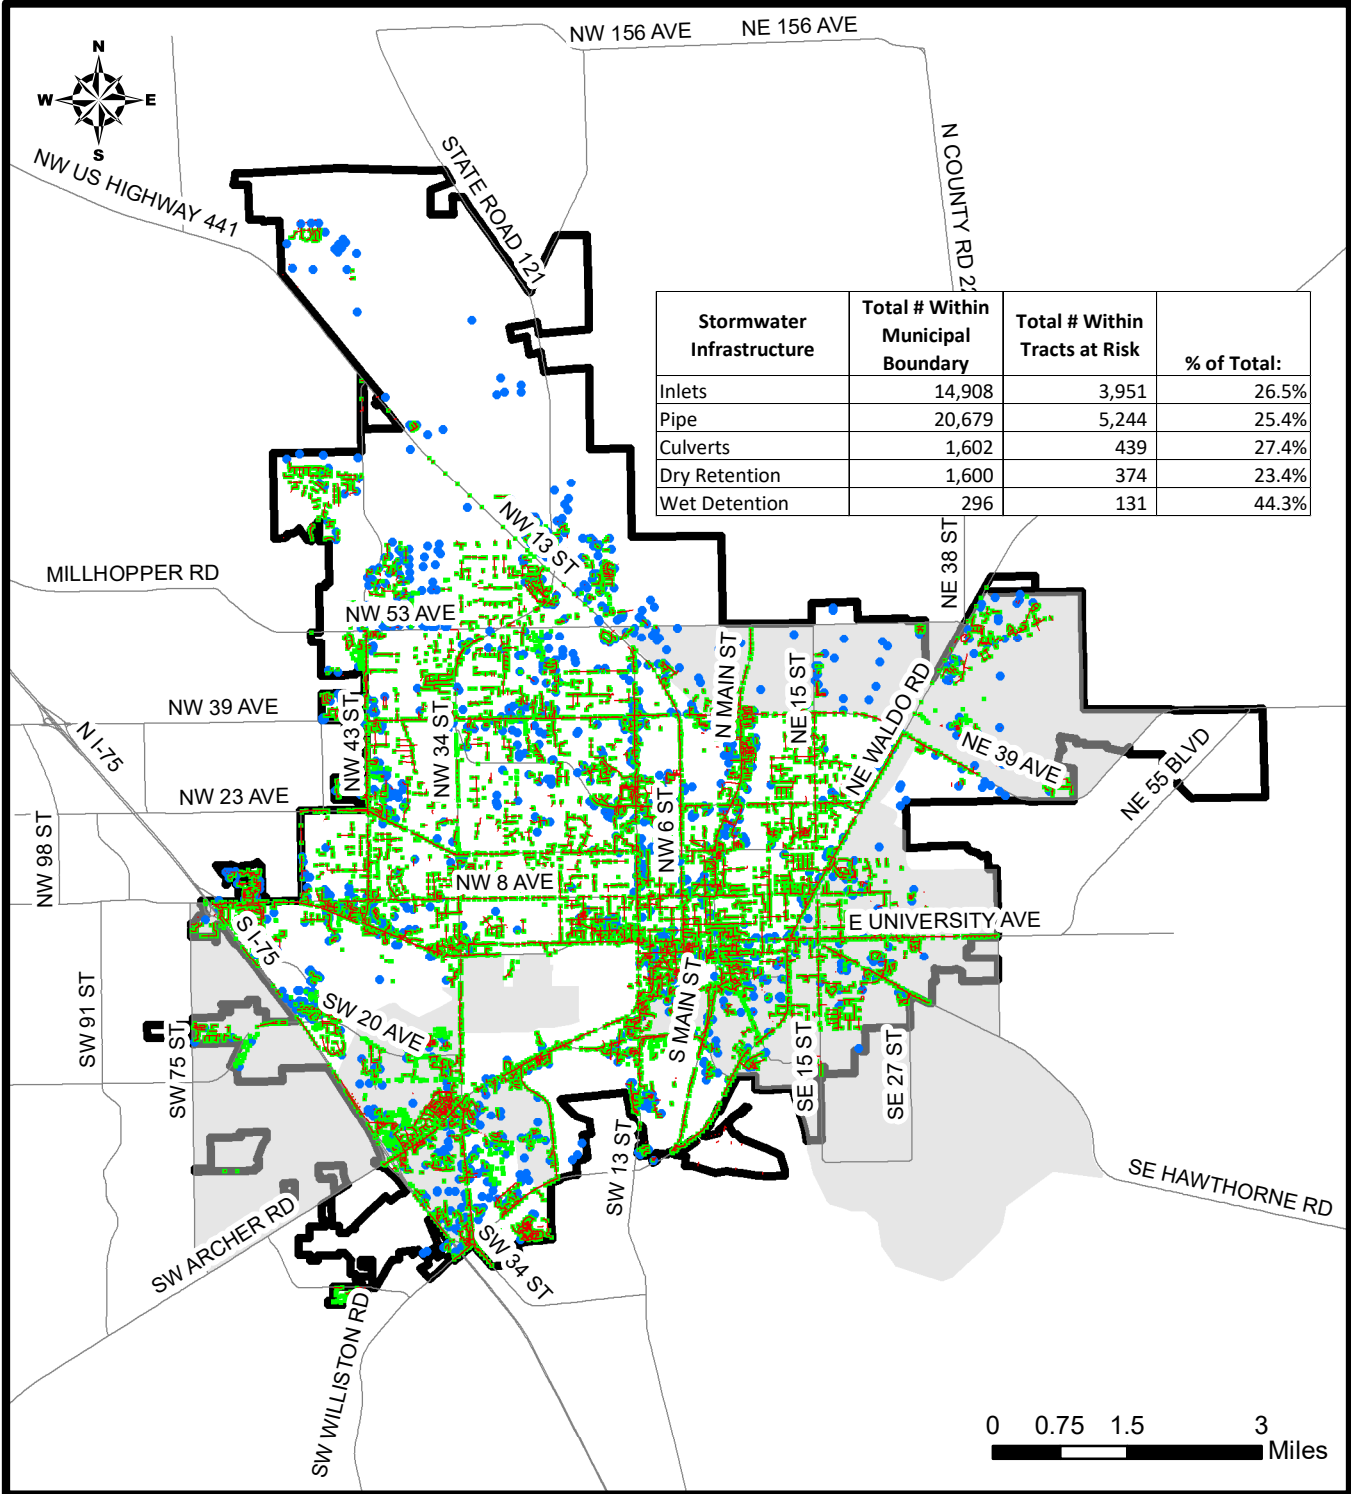 NW 156 AVE
NE 156 AVE
N
W
E
S
NW US HIGHWAY 441
STATE ROAD 121
N COUNTY RD 22
Stormwater Infrastructure
Total # Within Municipal Boundary
Total # Within Tracts at Risk
% of Total:
Inlets 14,908 3,951 26.5%
Pipe 20,679 5,244 25.4%
Culverts 1,602 439 27.4%
Dry Retention 1,600 374 23.4%
Wet Detention 296 131 44.3%
NW 13 ST
NE 38 ST
MILLHOPPER RD
NW 53 AVE
N MAIN ST
NE 15 ST
NE WALDO RD
NW 39 AVE
N I-75
NW 43 ST
NW 34 ST
NE 39 AVE
NE 55 BLVD
NW 23 AVE
NW 98 ST
NW 6 ST
NW 8 AVE
E UNIVERSITY AVE
S I-75
SW 91 ST
SW 75 ST
SW 20 AVE
S MAIN ST
SE 15 ST
SE 27 ST
SW 13 ST
SE HAWTHORNE RD
SW ARCHER RD
SW 34 ST
SW WILLISTON RD
0 0.75 1.5 3
Miles